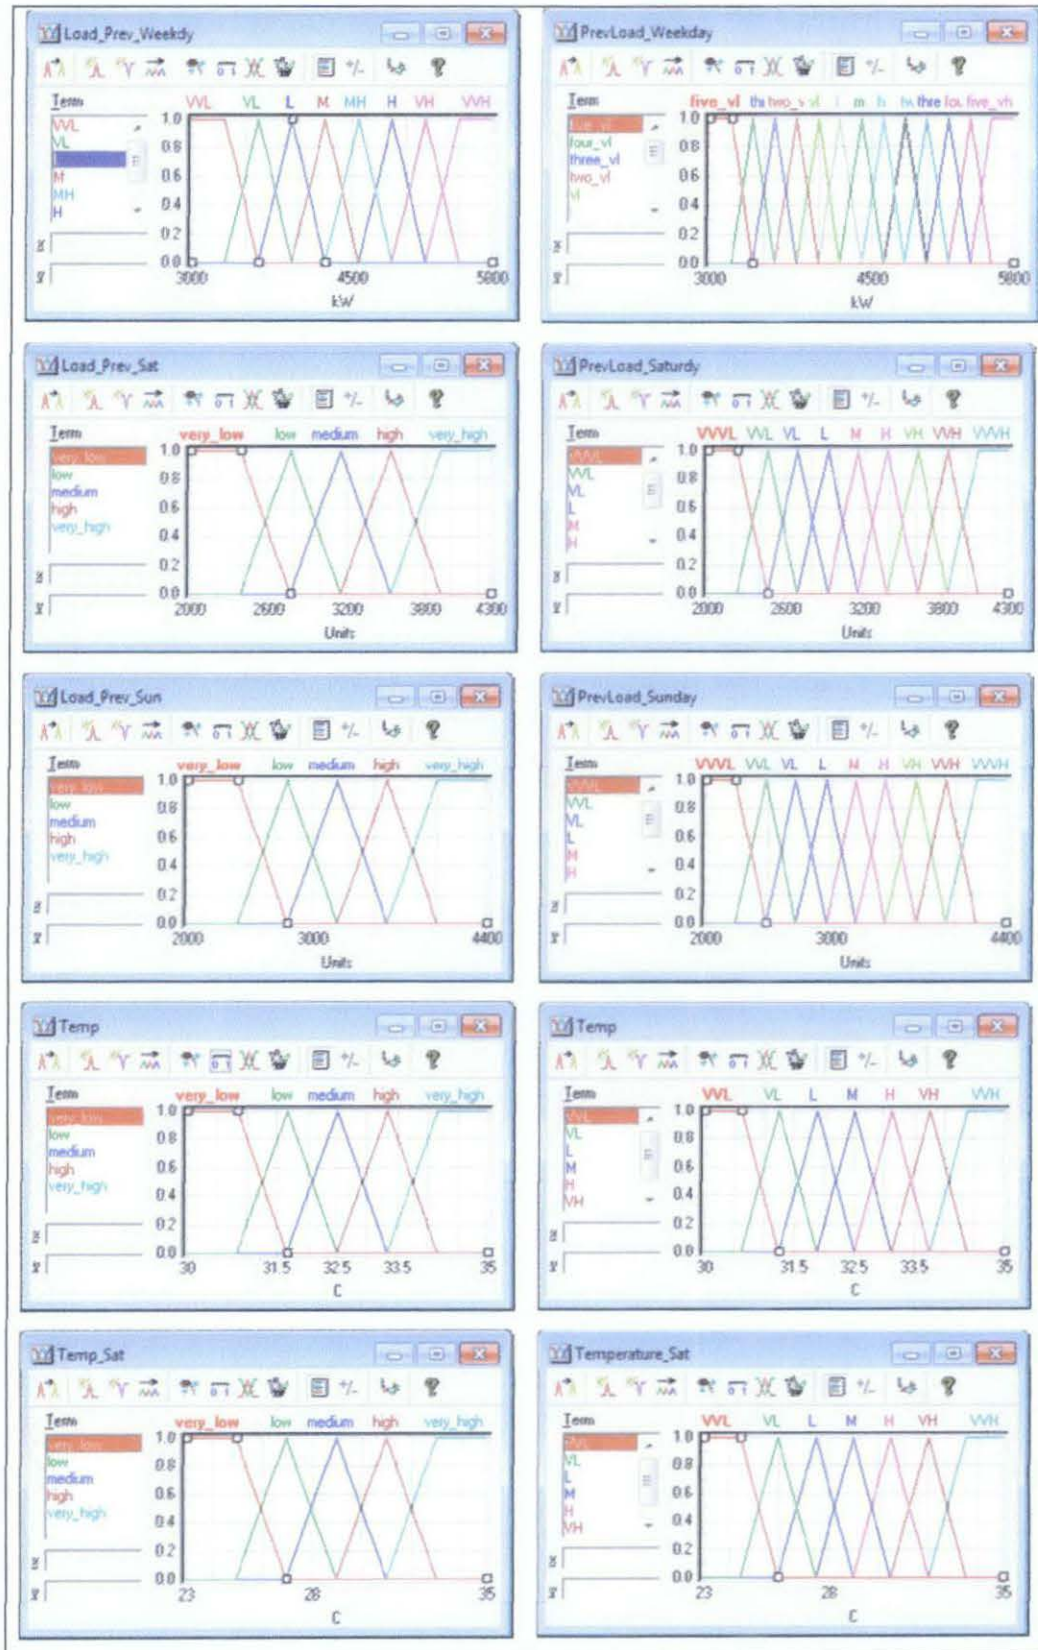 Load_Prev_Weekdy
Term
VVL VL L M MH H VH VVH
VVL
VL
M
MH
H
1.0
0.8
0.6
0.4
0.2
0.0
3000 4500 5800
kW
PrevLoad_Weekday
Term
five_vl two_v vl m h three five_vh
five_vl
four_vl
three_vl
two_vl
vl
1.0
0.8
0.6
0.4
0.2
0.0
3000 4500 5800
kW
Load_Prev_Sat
Term
very_low low medium high very_high
very_low
low
medium
high
very_high
1.0
0.8
0.6
0.4
0.2
0.0
2000 2600 3200 3800 4300
Units
PrevLoad_Saturdy
Term
VVVL VVL VL L M H VH VVH VVVH
VVVL
VVL
VL
L
M
H
1.0
0.8
0.6
0.4
0.2
0.0
2000 2600 3200 3800 4300
Units
Load_Prev_Sun
Term
very_low low medium high very_high
very_low
low
medium
high
very_high
1.0
0.8
0.6
0.4
0.2
0.0
2000 3000 4400
Units
PrevLoad_Sunday
Term
VVVL VVL VL L M H VH VVH VVVH
VVVL
VVL
VL
L
M
H
1.0
0.8
0.6
0.4
0.2
0.0
2000 3000 4400
Units
Temp
Term
very_low low medium high very_high
very_low
low
medium
high
very_high
1.0
0.8
0.6
0.4
0.2
0.0
30 31.5 32.5 33.5 35
C
Temp
Term
VVL VL L M H VH VVH
VVL
VL
L
M
H
VH
1.0
0.8
0.6
0.4
0.2
0.0
30 31.5 32.5 33.5 35
C
Temp_Sat
Term
very_low low medium high very_high
very_low
low
medium
high
very_high
1.0
0.8
0.6
0.4
0.2
0.0
23 28 35
C
Temperature_Sat
Term
VVL VL L M H VH VVH
VVL
VL
L
M
H
VH
1.0
0.8
0.6
0.4
0.2
0.0
23 28 35
C